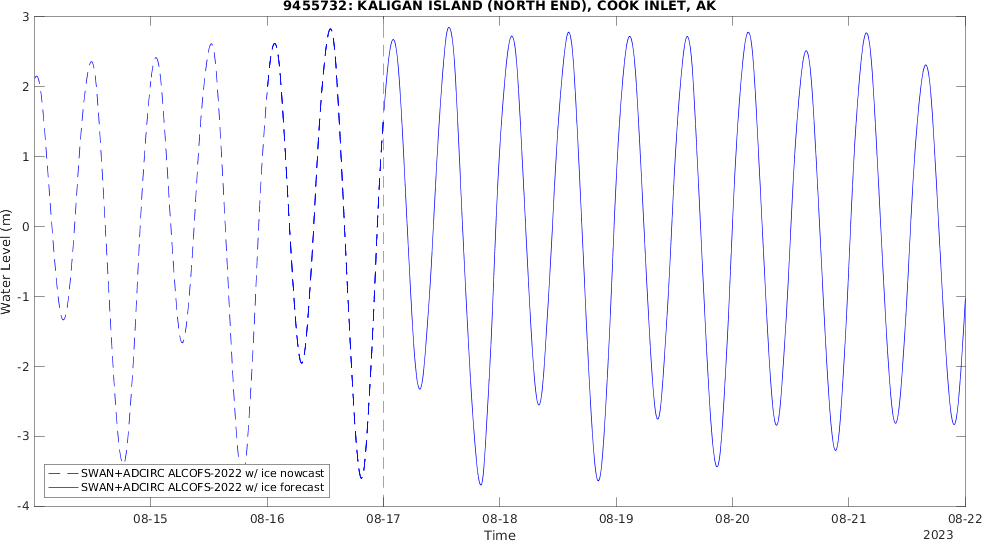 9455732: KALIGAN ISLAND (NORTH END), COOK INLET, AK
3
2
1
0
-1
-2
-3
-4
Water Level (m)
SWAN+ADCIRC ALCOFS-2022 w/ ice nowcast
SWAN+ADCIRC ALCOFS-2022 w/ ice forecast
08-15 08-16 08-17 08-18 08-19 08-20 08-21 08-22
Time
2023